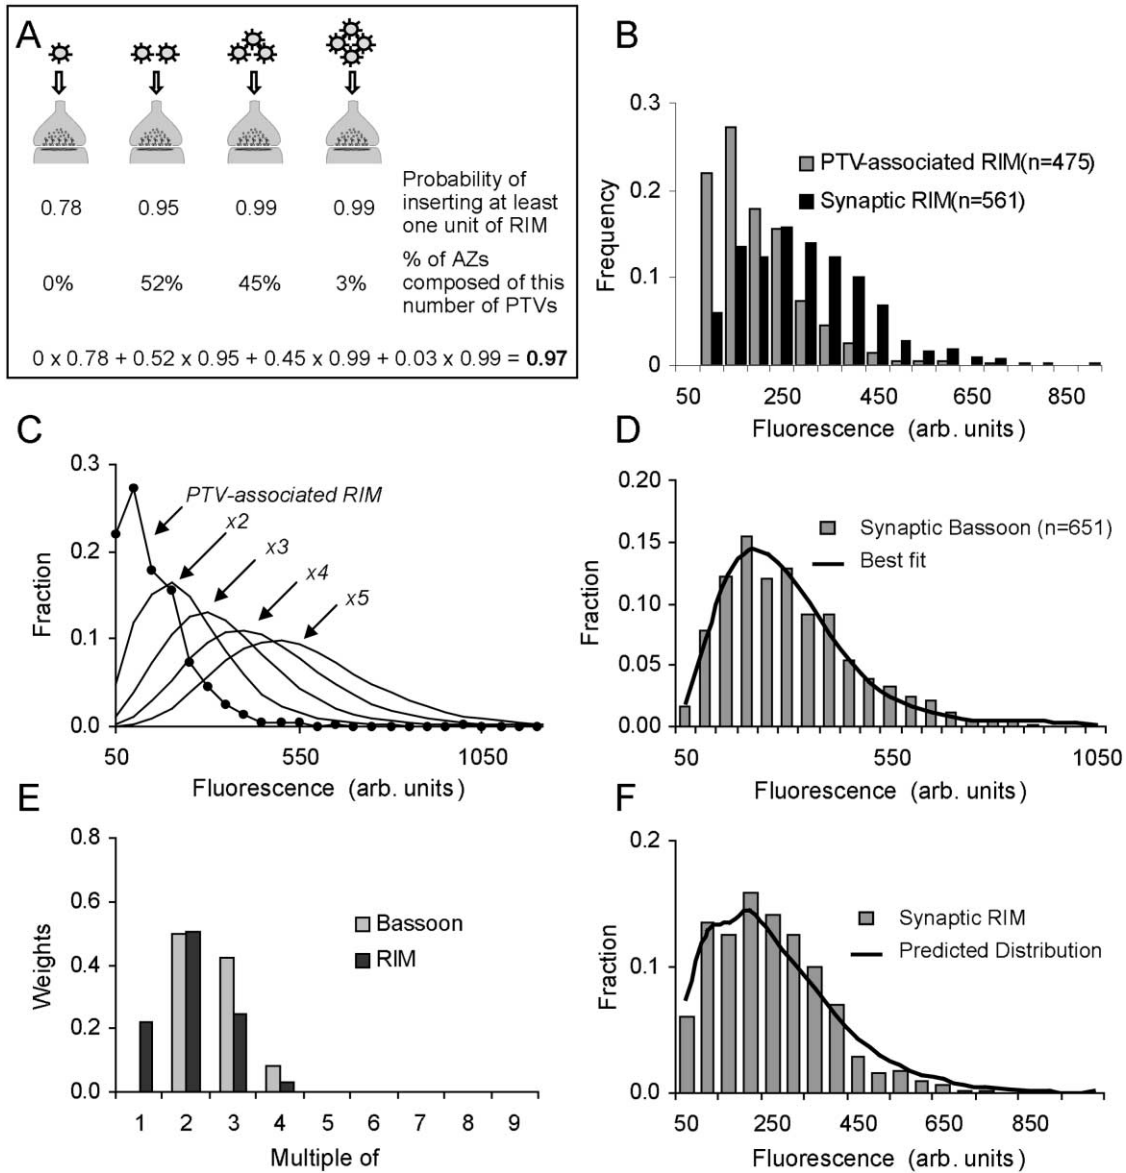 A
0.78 0.95 0.99 0.99
Probability of
inserting at least
one unit of RIM
0% 52% 45% 3%
% of AZs
composed of this
number of PTVs
0 x 0.78 + 0.52 x 0.95 + 0.45 x 0.99 + 0.03 x 0.99 = 0.97
B
Frequency
0.3
0.2
0.1
0
PTV-associated RIM(n=475)
Synaptic RIM(n=561)
50 250 450 650 850
Fluorescence (arb. units)
C
Fraction
0.3
0.2
0.1
0.0
PTV-associated RIM
x2
x3
x4
x5
50 550 1050
Fluorescence (arb. units)
D
Fraction
0.20
0.15
0.10
0.05
0.00
Synaptic Bassoon (n=651)
Best fit
50 550 1050
Fluorescence (arb. units)
E
Weights
0.8
0.6
0.4
0.2
0.0
Bassoon
RIM
1 2 3 4 5 6 7 8 9
Multiple of
F
Fraction
0.2
0.1
0.0
Synaptic RIM
Predicted Distribution
50 250 450 650 850
Fluorescence (arb. units)